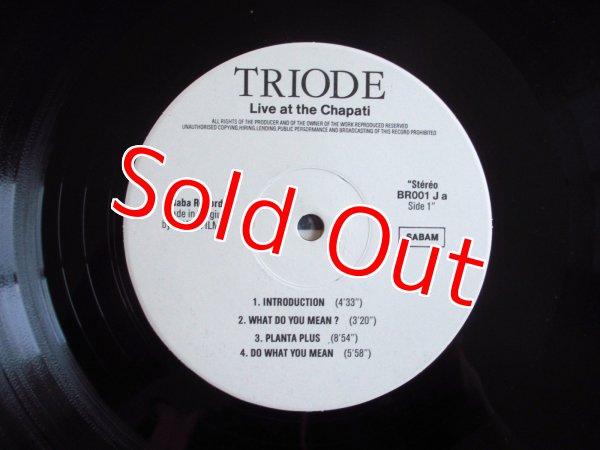 TRIODE
Live at the Chapati
ALL RIGHTS OF THE PRODUCER AND OF THE OWNER OF THE WORK REPRODUCED RESERVED
UNAUTHORISED COPYING, HIRING, LENDING, PUBLIC PERFORMANCE AND BROADCASTING OF THIS RECORD PROHIBITED
"Stéréo
BR001 J a
Side 1"
SABAM
Sold Out
1. INTRODUCTION (4'33")
2. WHAT DO YOU MEAN ? (3'20")
3. PLANTA PLUS (8'54")
4. DO WHAT YOU MEAN (5'58")